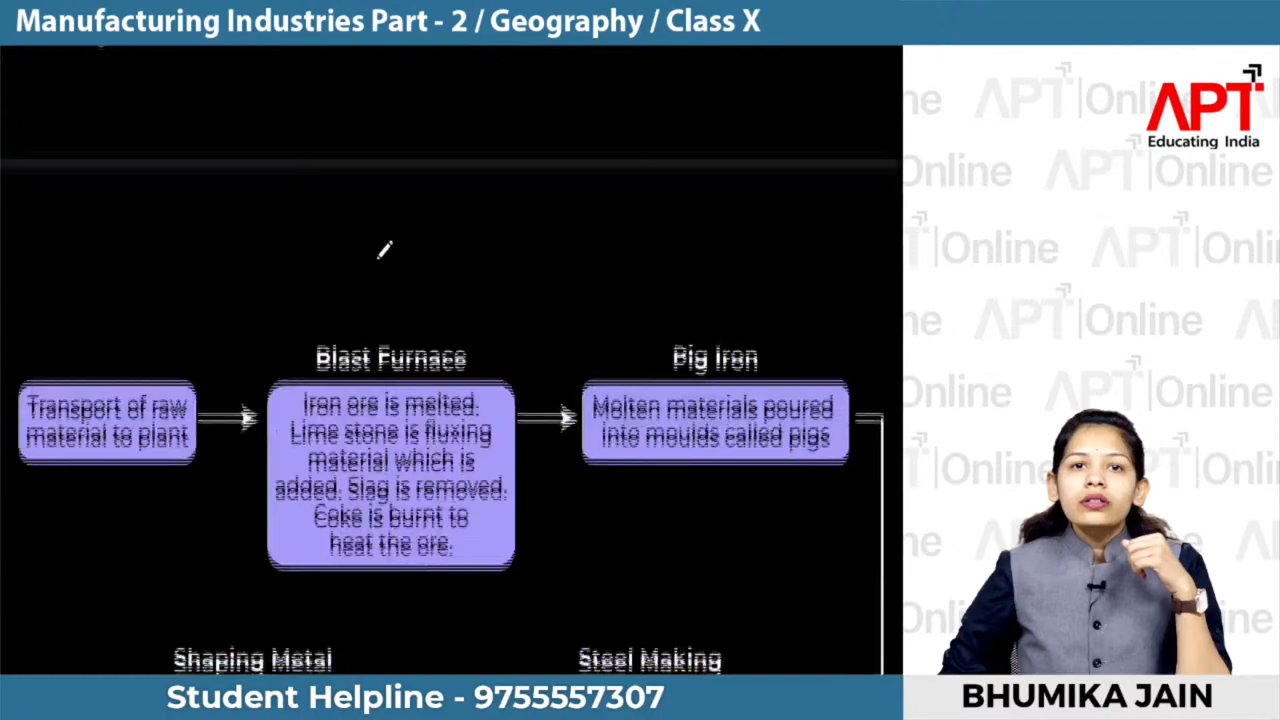 Manufacturing Industries Part - 2 / Geography / Class X
APT
Educating India
Blast Furnace
Pig Iron
Transport of raw
material to plant
Iron ore is melted.
Lime stone is fluxing
material which is
added. Slag is removed.
Coke is burnt to
heat the ore.
Molten materials poured
into moulds called pigs
Shaping Metal
Steel Making
APT|Online
Student Helpline - 9755557307
BHUMIKA JAIN